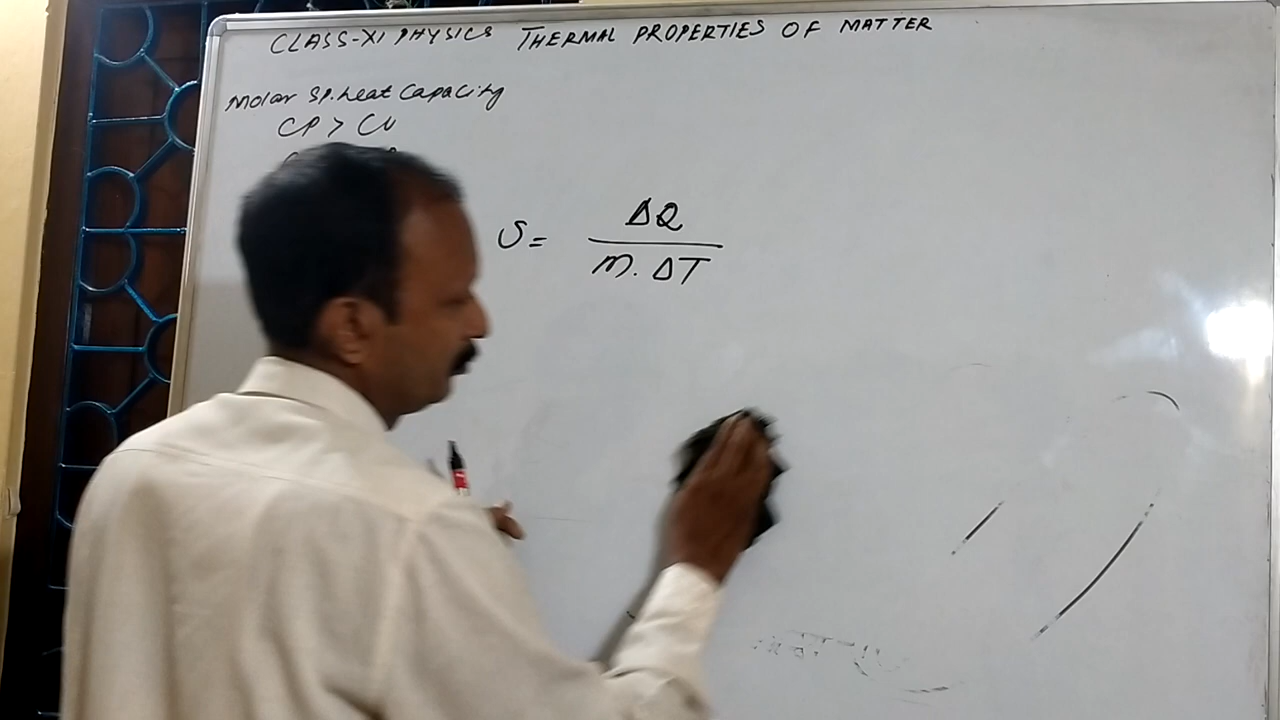 CLASS-XI PHYSICS THERMAL PROPERTIES OF MATTER
Molar SP. heat Capacity
CP > CV
S = ΔQ / M. ΔT